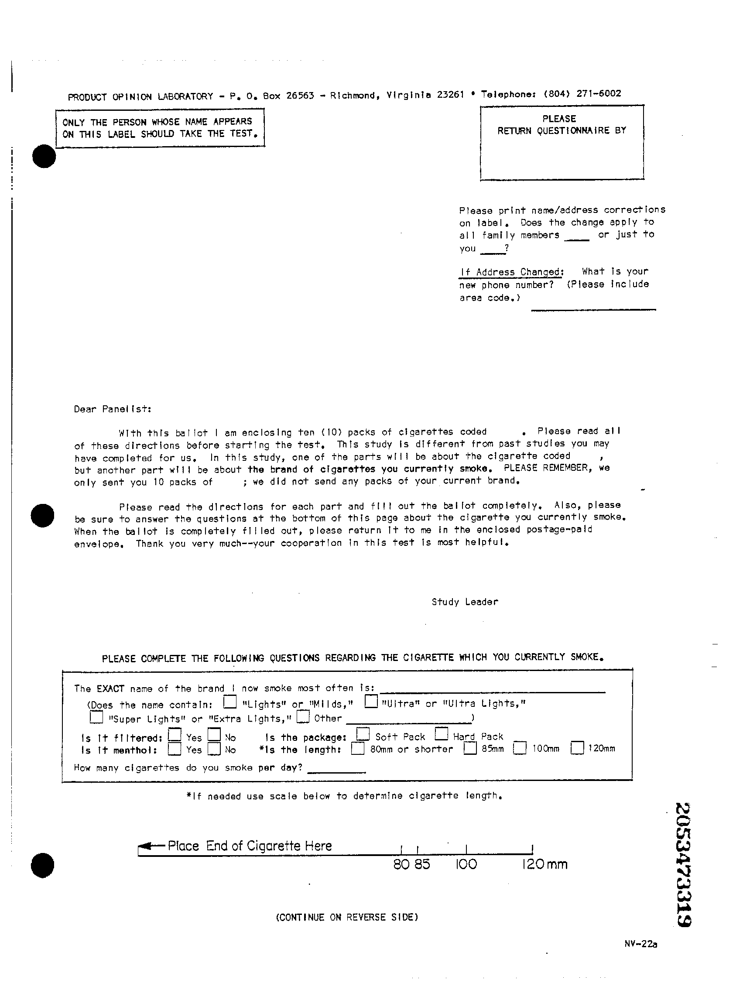 PRODUCT OPINION LABORATORY - P. O. Box 26563 - Richmond, Virginia 23261 * Telephone: (804) 271-6002
ONLY THE PERSON WHOSE NAME APPEARS
ON THIS LABEL SHOULD TAKE THE TEST.
PLEASE
RETURN QUESTIONNAIRE BY
Please print name/address corrections
on label. Does the change apply to
all family members ____ or just to
you ____?
If Address Changed: What is your
new phone number? (Please include
area code.)
Dear Panelist:
With this ballot I am enclosing ten (10) packs of cigarettes coded . Please read all
of these directions before starting the test. This study is different from past studies you may
have completed for us. In this study, one of the parts will be about the cigarette coded ,
but another part will be about the brand of cigarettes you currently smoke. PLEASE REMEMBER, we
only sent you 10 packs of ; we did not send any packs of your current brand.
Please read the directions for each part and fill out the ballot completely. Also, please
be sure to answer the questions at the bottom of this page about the cigarette you currently smoke.
When the ballot is completely filled out, please return it to me in the enclosed postage-paid
envelope. Thank you very much--your cooperation in this test is most helpful.
Study Leader
PLEASE COMPLETE THE FOLLOWING QUESTIONS REGARDING THE CIGARETTE WHICH YOU CURRENTLY SMOKE.
The EXACT name of the brand I now smoke most often is:
(Does the name contain: "Lights" or "Milds," "Ultra" or "Ultra Lights,"
"Super Lights" or "Extra Lights," Other )
Is it filtered: Yes No Is the package: Soft Pack Hard Pack
Is it menthol: Yes No *Is the length: 80mm or shorter 85mm 100mm 120mm
How many cigarettes do you smoke per day?
*If needed use scale below to determine cigarette length.
Place End of Cigarette Here
80 85 100 120 mm
(CONTINUE ON REVERSE SIDE)
2053473319
NV-22a